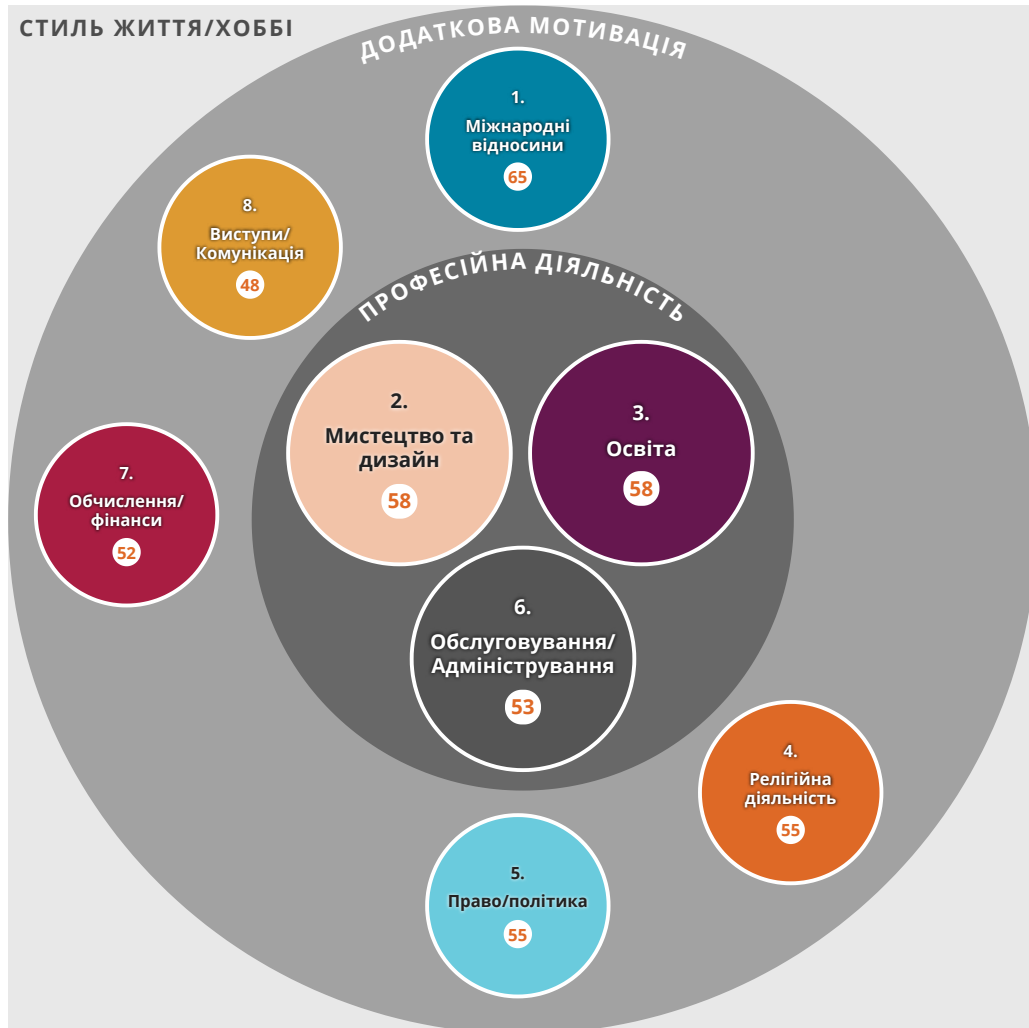 СТИЛЬ ЖИТТЯ/ХОББІ
ДОДАТКОВА МОТИВАЦІЯ
1.
Міжнародні
відносини
65
8.
Виступи/
Комунікація
48
ПРОФЕСІЙНА ДІЯЛЬНІСТЬ
2.
Мистецтво та
дизайн
58
3.
Освіта
58
7.
Обчислення/
фінанси
52
6.
Обслуговування/
Адміністрування
53
4.
Релігійна
діяльність
55
5.
Право/політика
55